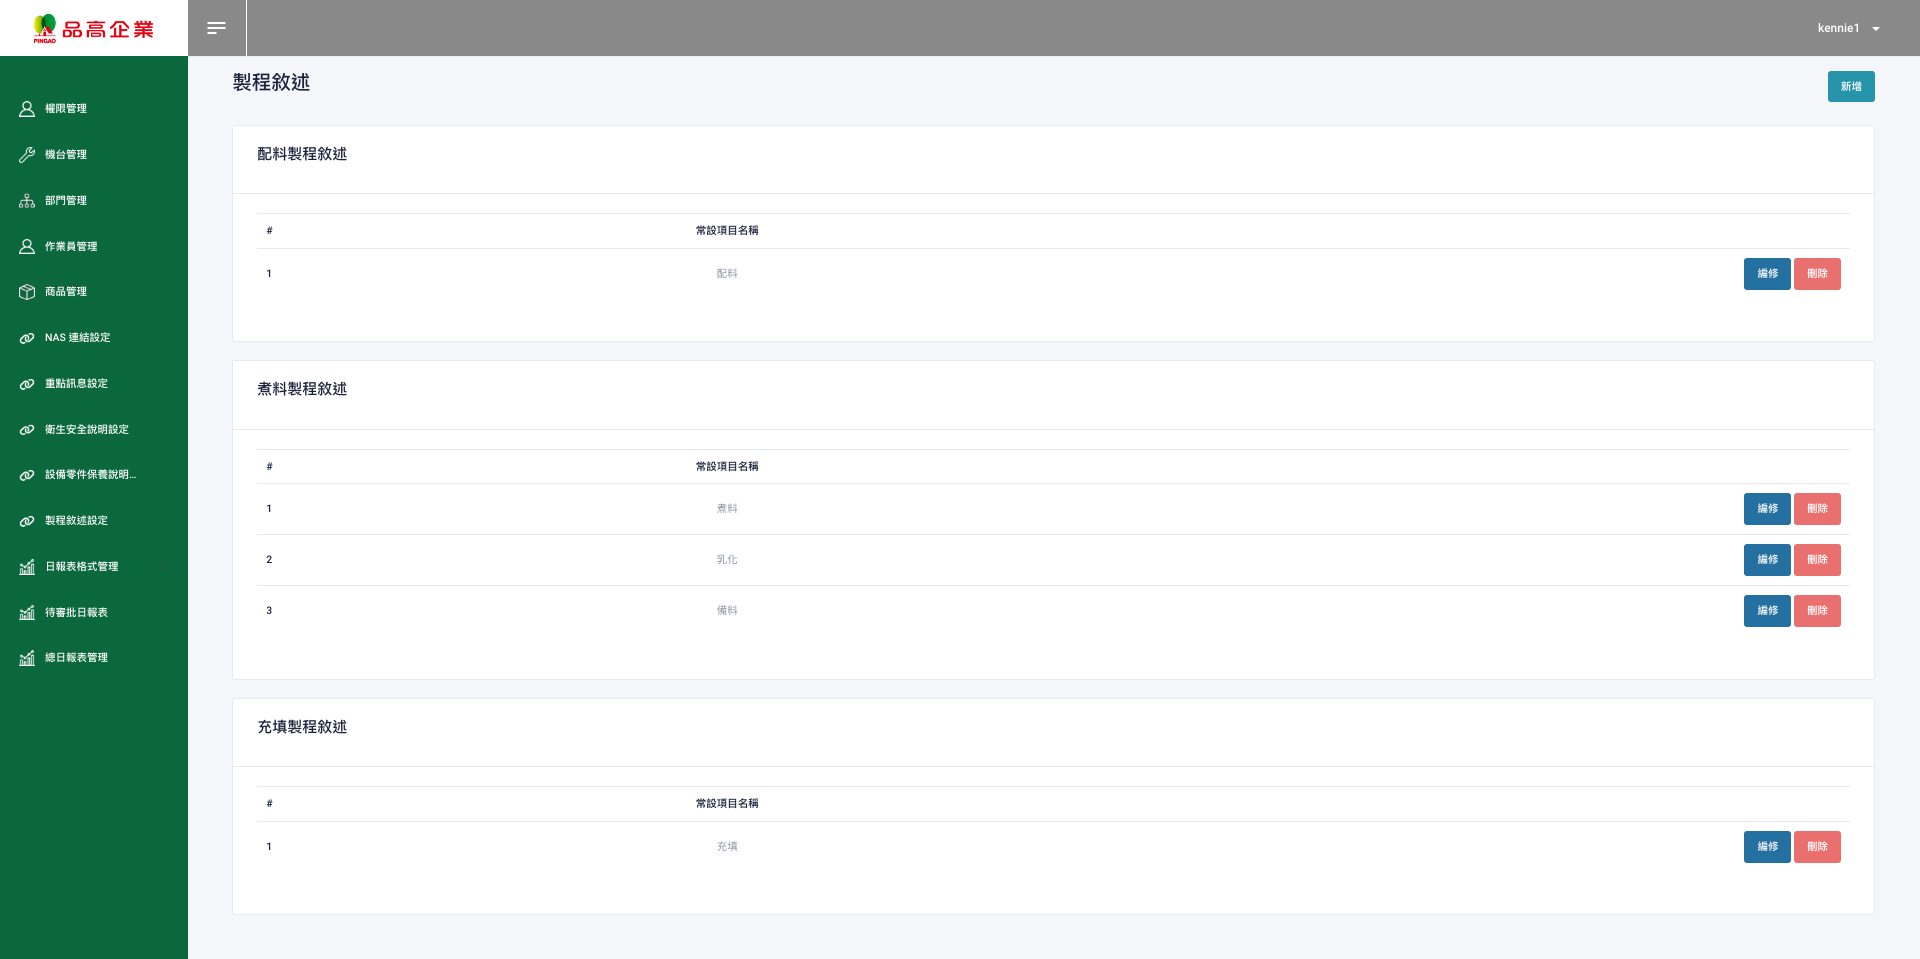 PINGAO 品高企業
kennie1
權限管理
機台管理
部門管理
作業員管理
商品管理
NAS 連結設定
重點訊息設定
衛生安全說明設定
設備零件保養說明...
製程敘述設定
日報表格式管理
待審批日報表
總日報表管理
製程敘述
新增
配料製程敘述
# 常設項目名稱
1 配料 編修 刪除
煮料製程敘述
# 常設項目名稱
1 煮料 編修 刪除
2 乳化 編修 刪除
3 備料 編修 刪除
充填製程敘述
# 常設項目名稱
1 充填 編修 刪除